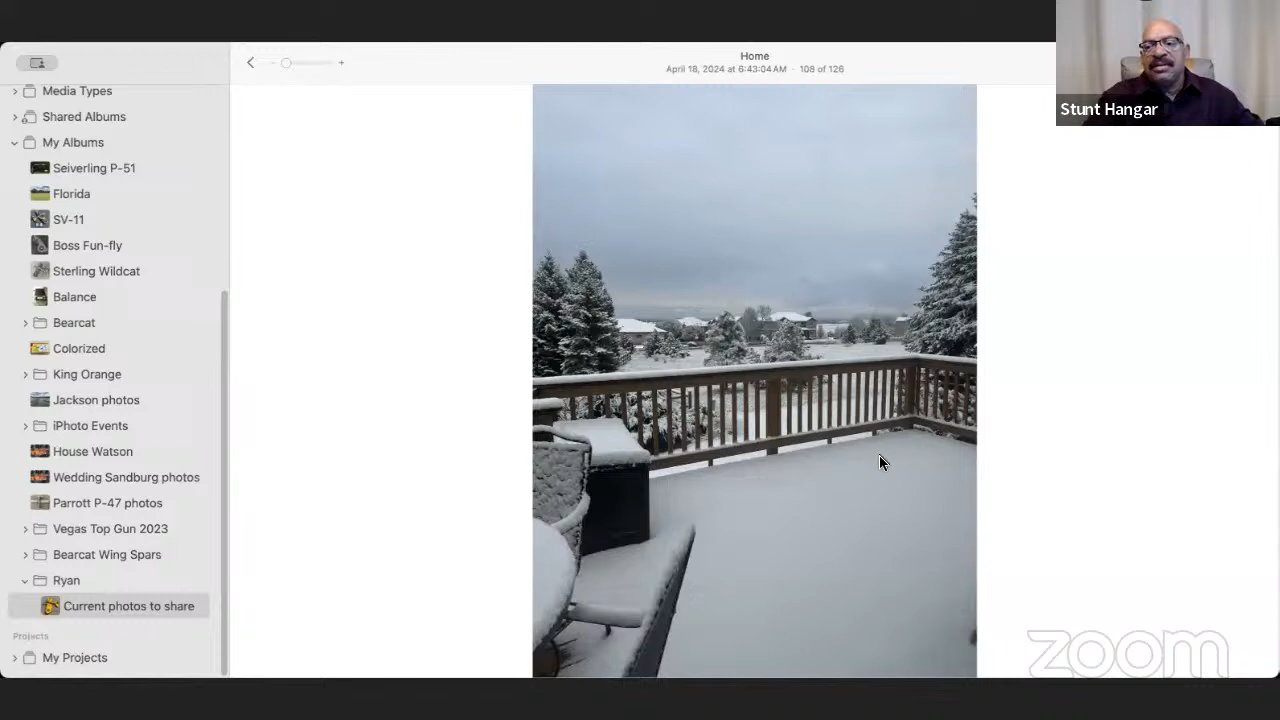 Home
April 18, 2024 at 6:43:04 AM · 108 of 126
Stunt Hangar
Media Types
Shared Albums
My Albums
Seiverling P-51
Florida
SV-11
Boss Fun-fly
Sterling Wildcat
Balance
Bearcat
Colorized
King Orange
Jackson photos
iPhoto Events
House Watson
Wedding Sandburg photos
Parrott P-47 photos
Vegas Top Gun 2023
Bearcat Wing Spars
Ryan
Current photos to share
Projects
My Projects
zoom